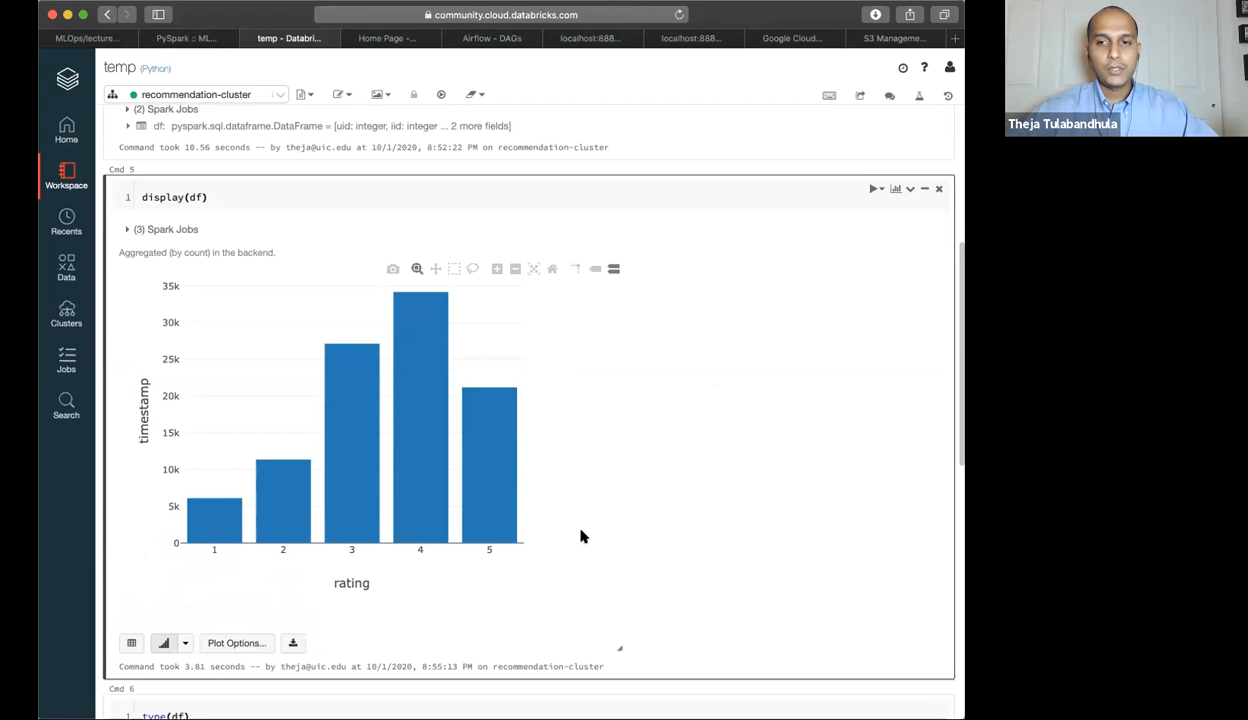 community.cloud.databricks.com
MLOps/lecture... PySpark :: ML... temp - Databri... Home Page -... Airflow - DAGs localhost:888... localhost:888... Google Cloud... S3 Manageme...
temp (Python)
recommendation-cluster
Home
Workspace
Recents
Data
Clusters
Jobs
Search
(2) Spark Jobs
df: pyspark.sql.dataframe.DataFrame = [uid: integer, iid: integer ... 2 more fields]
Command took 10.56 seconds -- by theja@uic.edu at 10/1/2020, 8:52:22 PM on recommendation-cluster
Cmd 5
1 display(df)
(3) Spark Jobs
Aggregated (by count) in the backend.
35k
30k
25k
20k
15k
10k
5k
0
timestamp
1 2 3 4 5
rating
Plot Options...
Command took 3.81 seconds -- by theja@uic.edu at 10/1/2020, 8:55:13 PM on recommendation-cluster
Cmd 6
1 type(df)
Theja Tulabandhula